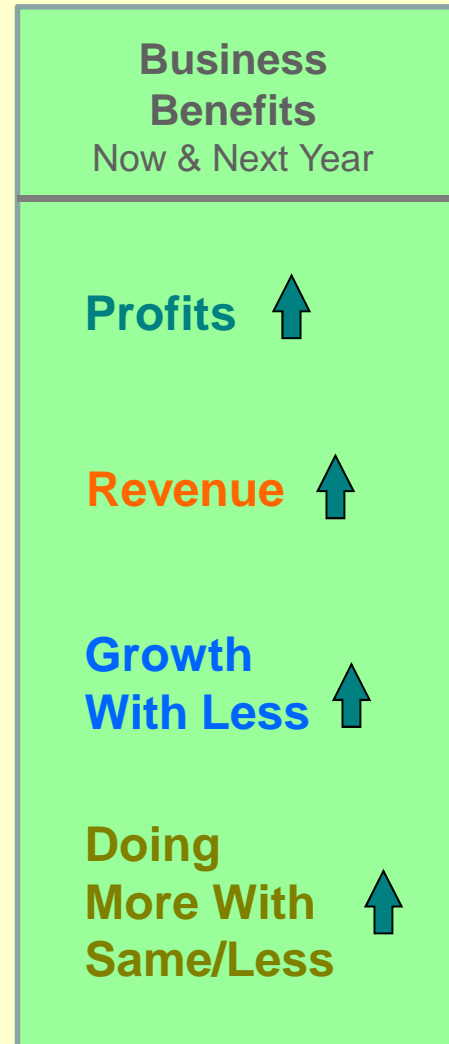 Business
Benefits
Now & Next Year
Profits
Revenue
Growth
With Less
Doing
More With
Same/Less